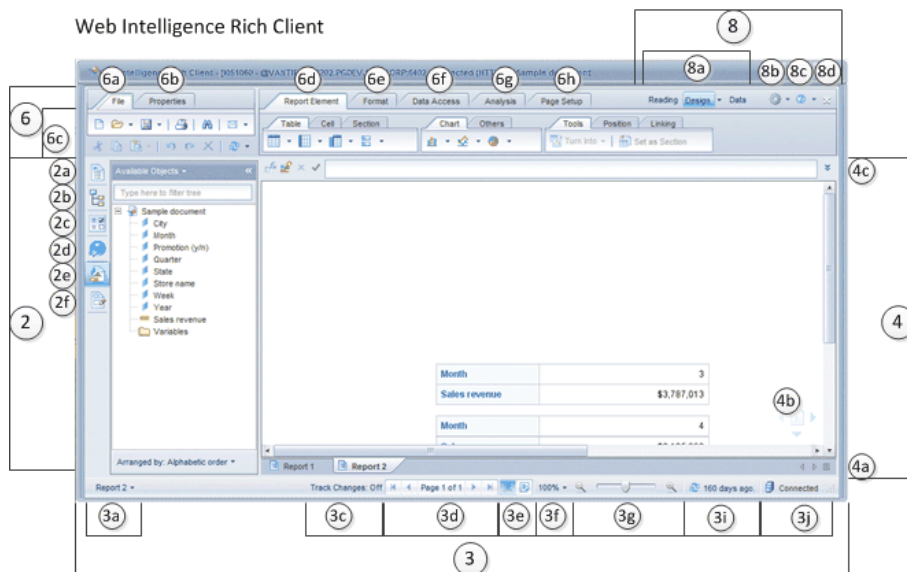 Web Intelligence Rich Client
8
8a
8b 8c 8d
6a 6b 6d 6e 6f 6g 6h
File Properties Report Element Format Data Access Analysis Page Setup Reading Design Data
6
6c
Table Cell Section Chart Others Tools Position Linking
Turn Into Set as Section
2a
Available Objects
4c
2b
Type here to filter tree
Sample document
2c
City
Month
2d
Promotion (y/n)
Quarter
2e
State
Store name
2f
Week
Year
2
Sales revenue
4
Variables
Month 3
Sales revenue $3,787,013
4b
Month 4
Arranged by: Alphabetic order
Report 1 Report 2
4a
Report 2 Track Changes: Off Page 1 of 1 100% 160 days ago. Connected
3a 3c 3d 3e 3f 3g 3i 3j
3